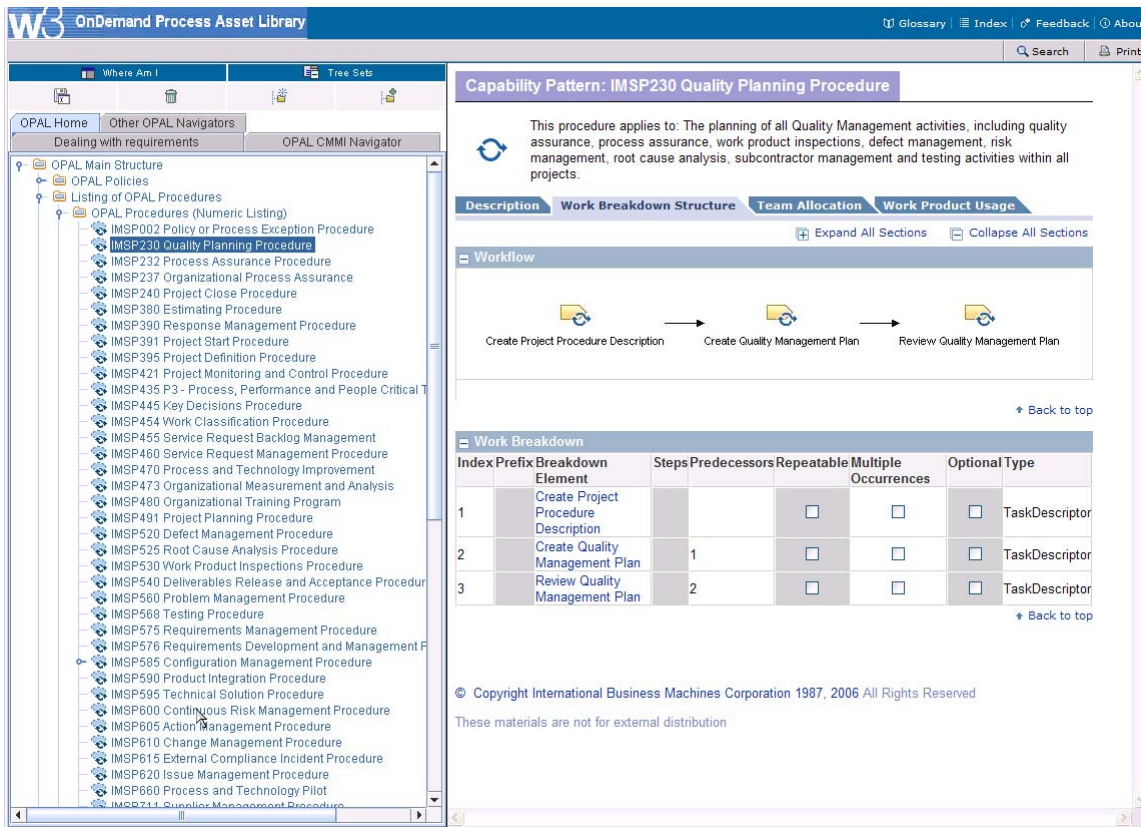 W3 OnDemand Process Asset Library
Glossary | Index | Feedback | Abou
Search Print
Where Am I Tree Sets
OPAL Home Other OPAL Navigators
Dealing with requirements OPAL CMMI Navigator
OPAL Main Structure
OPAL Policies
Listing of OPAL Procedures
OPAL Procedures (Numeric Listing)
IMSP002 Policy or Process Exception Procedure
IMSP230 Quality Planning Procedure
IMSP232 Process Assurance Procedure
IMSP237 Organizational Process Assurance
IMSP240 Project Close Procedure
IMSP380 Estimating Procedure
IMSP390 Response Management Procedure
IMSP391 Project Start Procedure
IMSP395 Project Definition Procedure
IMSP421 Project Monitoring and Control Procedure
IMSP435 P3 - Process, Performance and People Critical T
IMSP445 Key Decisions Procedure
IMSP454 Work Classification Procedure
IMSP455 Service Request Backlog Management
IMSP460 Service Request Management Procedure
IMSP470 Process and Technology Improvement
IMSP473 Organizational Measurement and Analysis
IMSP480 Organizational Training Program
IMSP491 Project Planning Procedure
IMSP520 Defect Management Procedure
IMSP525 Root Cause Analysis Procedure
IMSP530 Work Product Inspections Procedure
IMSP540 Deliverables Release and Acceptance Procedur
IMSP560 Problem Management Procedure
IMSP568 Testing Procedure
IMSP575 Requirements Management Procedure
IMSP576 Requirements Development and Management P
IMSP585 Configuration Management Procedure
IMSP590 Product Integration Procedure
IMSP595 Technical Solution Procedure
IMSP600 Continuous Risk Management Procedure
IMSP605 Action Management Procedure
IMSP610 Change Management Procedure
IMSP615 External Compliance Incident Procedure
IMSP620 Issue Management Procedure
IMSP660 Process and Technology Pilot
IMSP711 Supplier Management Procedure
Capability Pattern: IMSP230 Quality Planning Procedure
This procedure applies to: The planning of all Quality Management activities, including quality
assurance, process assurance, work product inspections, defect management, risk
management, root cause analysis, subcontractor management and testing activities within all
projects.
Description Work Breakdown Structure Team Allocation Work Product Usage
Expand All Sections Collapse All Sections
Workflow
Create Project Procedure Description Create Quality Management Plan Review Quality Management Plan
Back to top
Work Breakdown
Index Prefix Breakdown Element Steps Predecessors Repeatable Multiple Occurrences Optional Type
1 Create Project Procedure Description TaskDescriptor
2 Create Quality Management Plan 1 TaskDescriptor
3 Review Quality Management Plan 2 TaskDescriptor
Back to top
© Copyright International Business Machines Corporation 1987, 2006 All Rights Reserved
These materials are not for external distribution